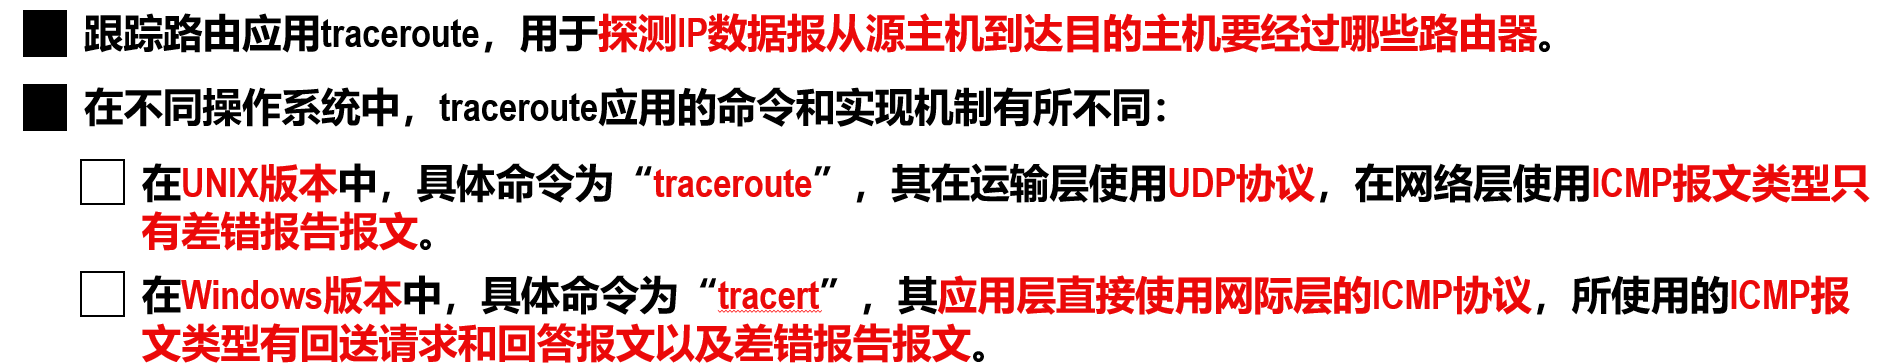 跟踪路由应用traceroute，用于探测IP数据报从源主机到达目的主机要经过哪些路由器。
在不同操作系统中，traceroute应用的命令和实现机制有所不同：
在UNIX版本中，具体命令为“traceroute”，其在运输层使用UDP协议，在网络层使用ICMP报文类型只
有差错报告报文。
在Windows版本中，具体命令为“tracert”，其应用层直接使用网际层的ICMP协议，所使用的ICMP报
文类型有回送请求和回答报文以及差错报告报文。